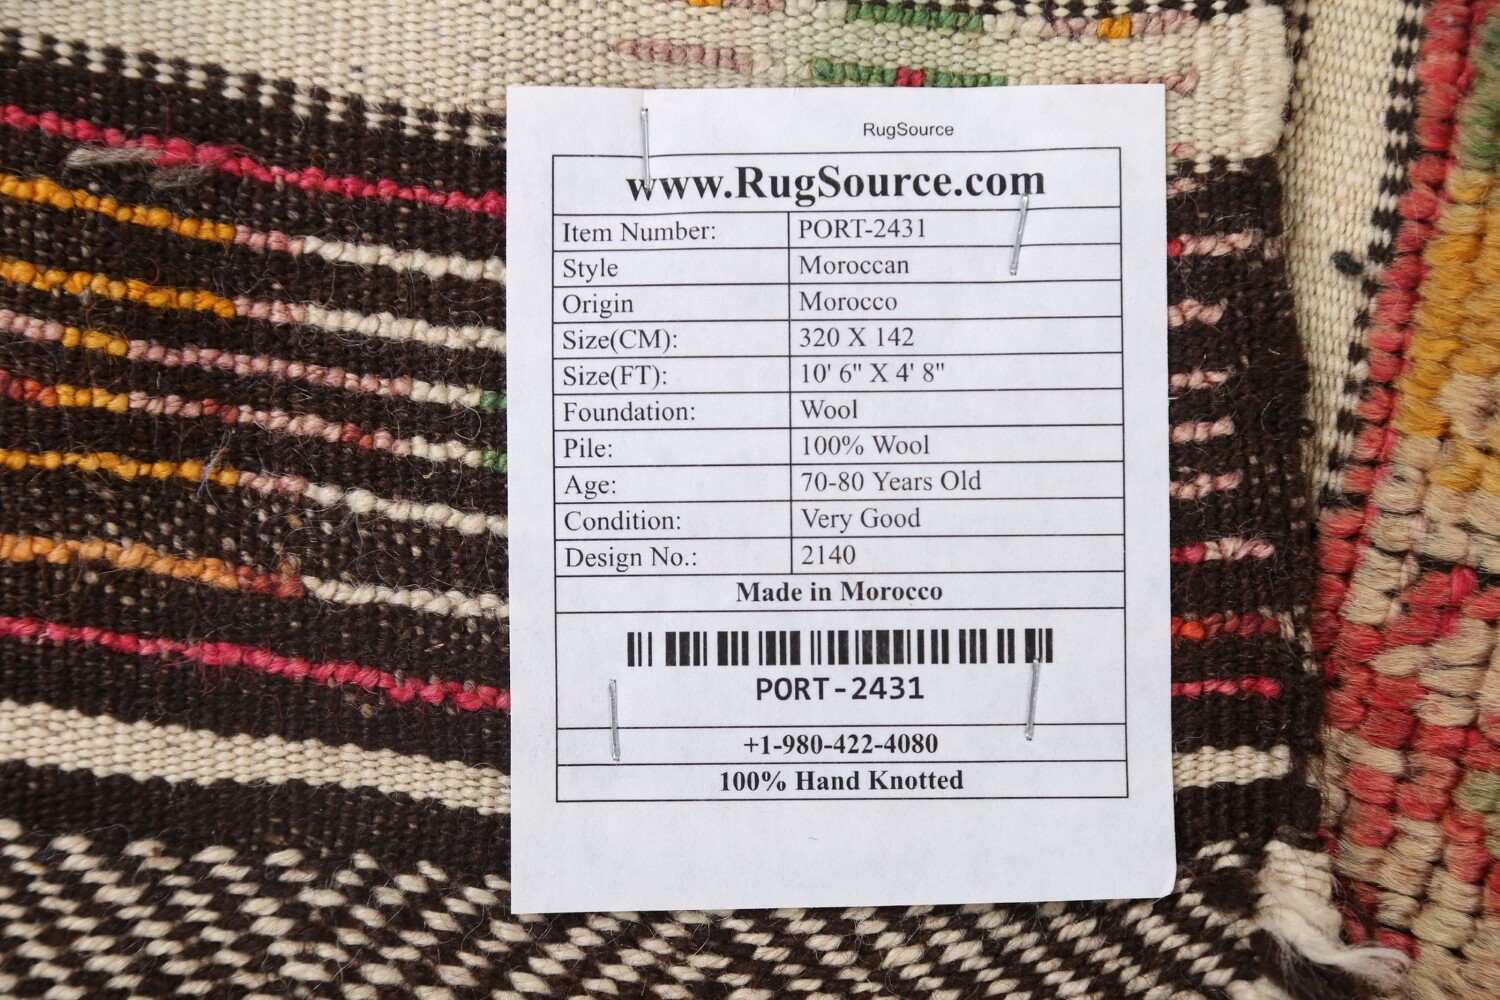 RugSource
www.RugSource.com
Item Number: PORT-2431
Style Moroccan
Origin Morocco
Size(CM): 320 X 142
Size(FT): 10' 6" X 4' 8"
Foundation: Wool
Pile: 100% Wool
Age: 70-80 Years Old
Condition: Very Good
Design No.: 2140
Made in Morocco
PORT-2431
+1-980-422-4080
100% Hand Knotted